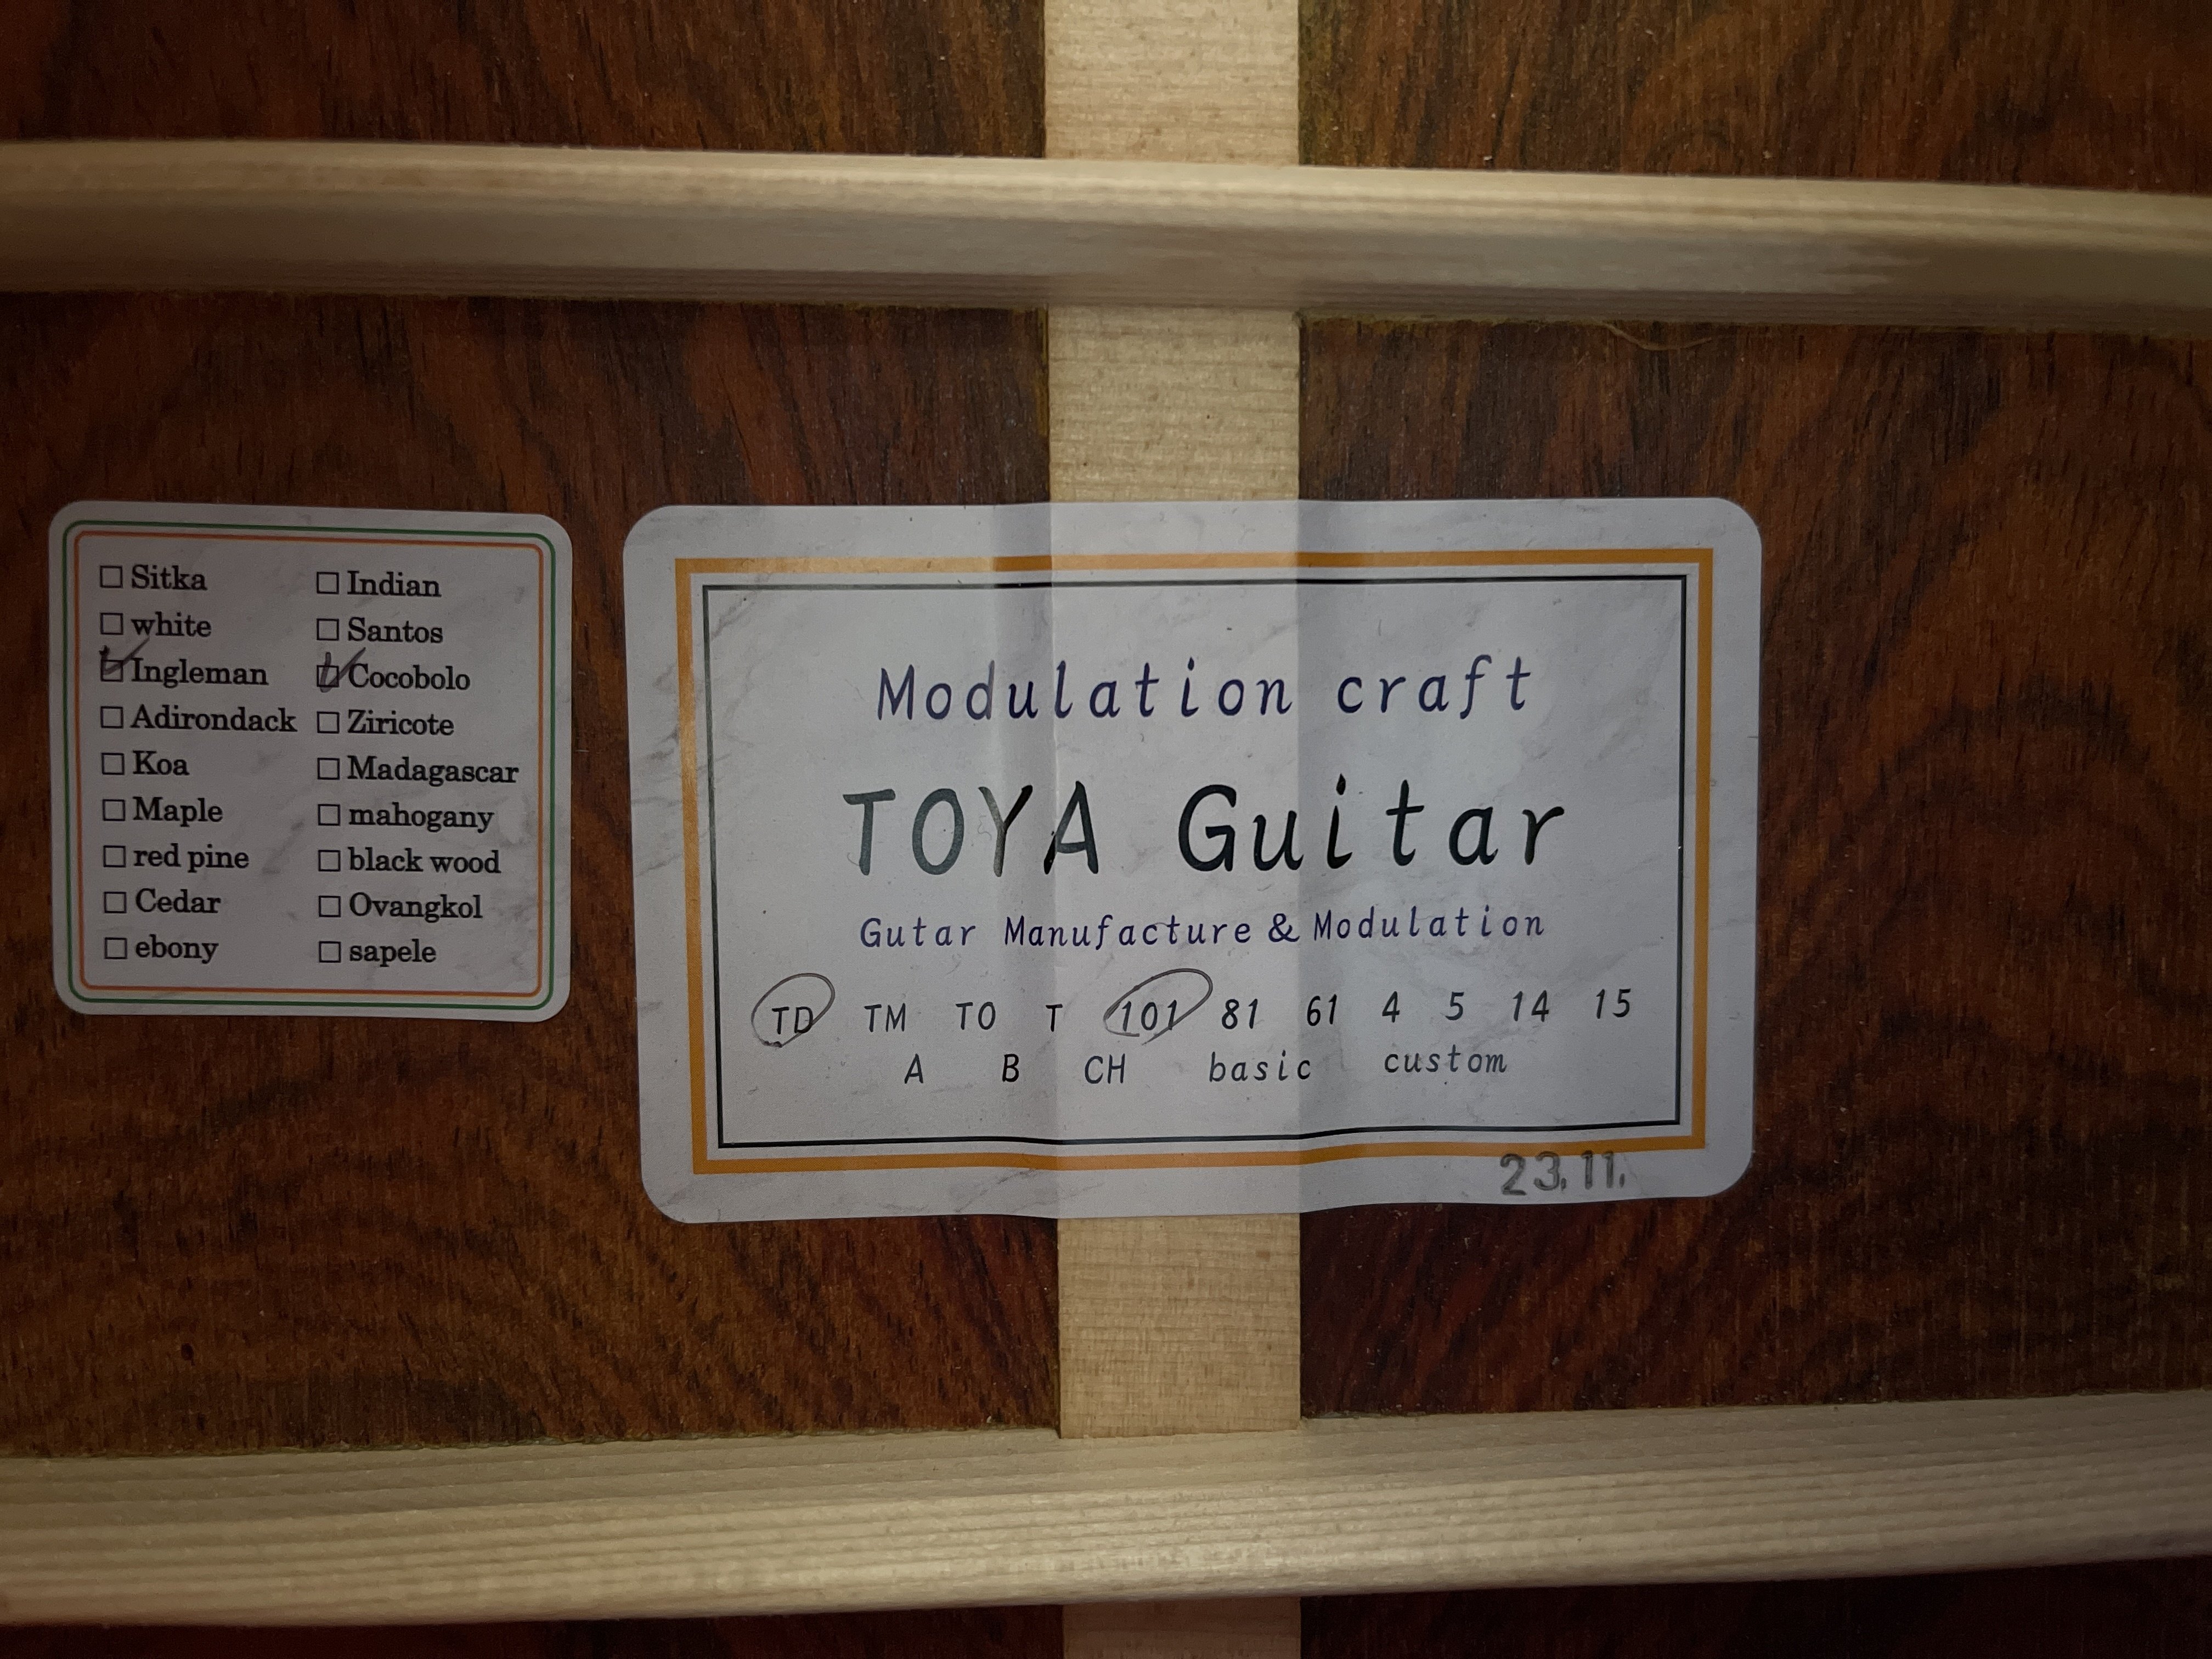 ☐ Sitka
☐ white
☑ Ingleman
☐ Adirondack
☐ Koa
☐ Maple
☐ red pine
☐ Cedar
☐ ebony
☐ Indian
☐ Santos
☑ Cocobolo
☐ Ziricote
☐ Madagascar
☐ mahogany
☐ black wood
☐ Ovangkol
☐ sapele
Modulation craft
TOYA Guitar
Gutar Manufacture & Modulation
TD TM TO T 101 81 61 4 5 14 15
A B CH basic custom
23.11.